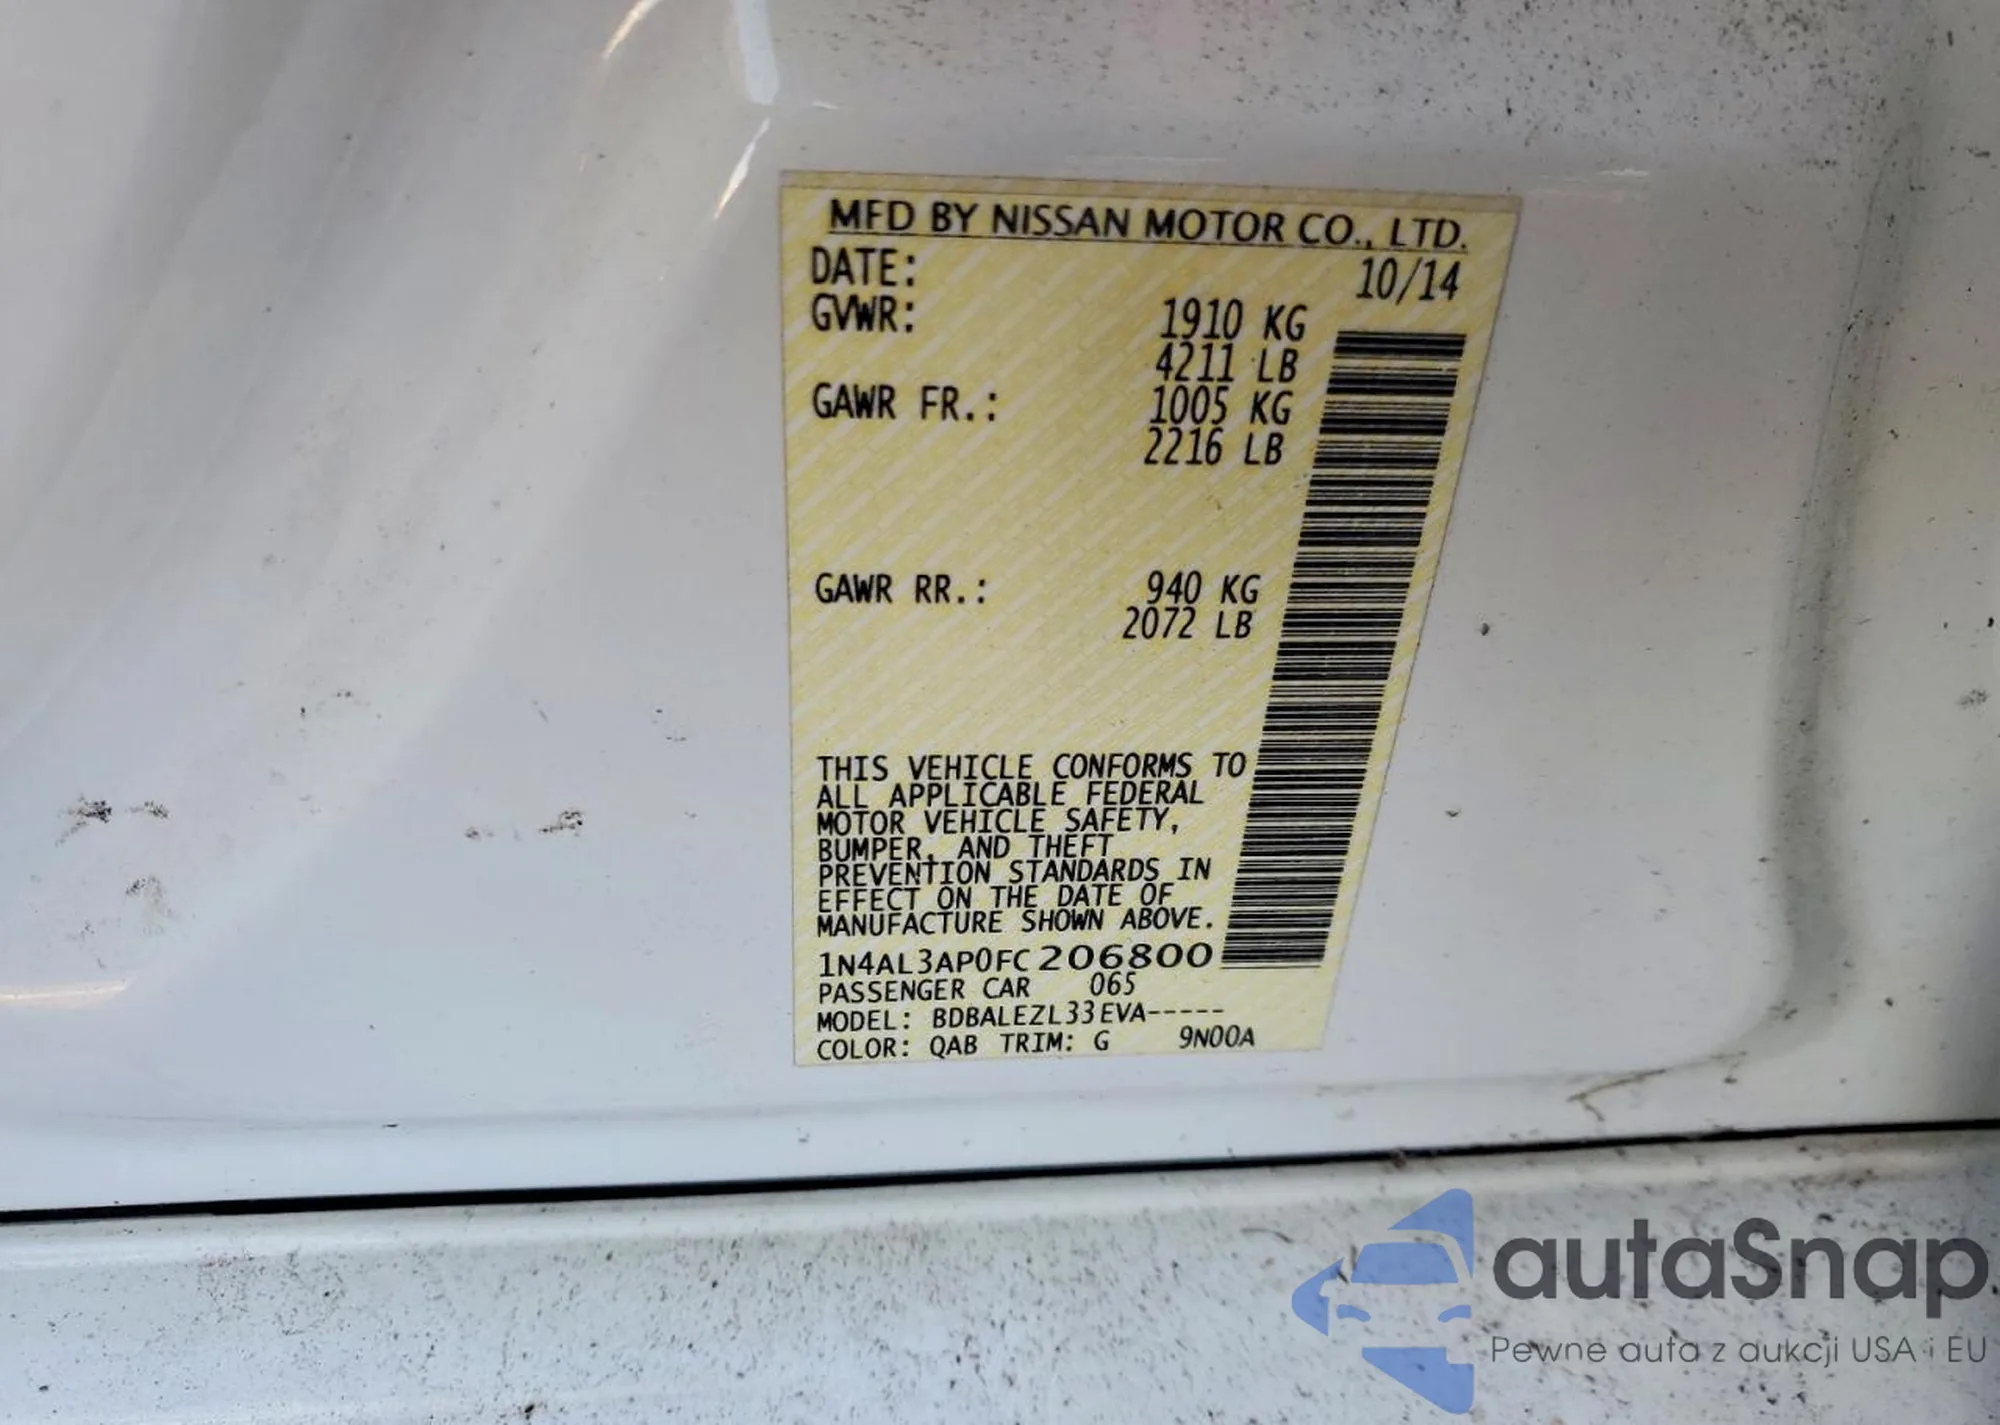 MFD BY NISSAN MOTOR CO., LTD.
DATE: 10/14
GVWR: 1910 KG
4211 LB
GAWR FR.: 1005 KG
2216 LB
GAWR RR.: 940 KG
2072 LB
THIS VEHICLE CONFORMS TO
ALL APPLICABLE FEDERAL
MOTOR VEHICLE SAFETY,
BUMPER, AND THEFT
PREVENTION STANDARDS IN
EFFECT ON THE DATE OF
MANUFACTURE SHOWN ABOVE.
1N4AL3AP0FC206800
PASSENGER CAR 065
MODEL: BDBALEZL33EVA-----
COLOR: QAB TRIM: G 9N00A
autaSnap
Pewne auta z aukcji USA i EU